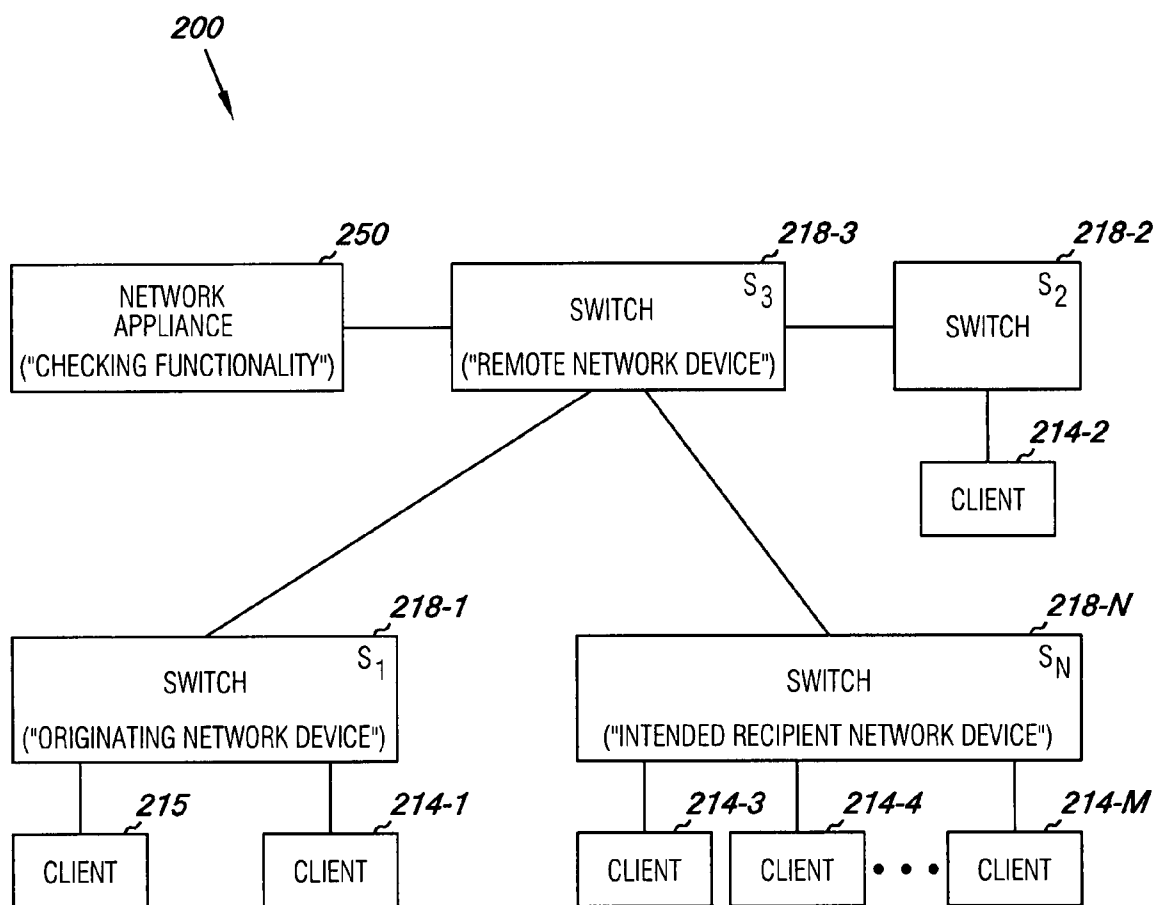 200
250
218-3
218-2
NETWORK
APPLIANCE
("CHECKING FUNCTIONALITY")
S3
SWITCH
("REMOTE NETWORK DEVICE")
S2
SWITCH
214-2
CLIENT
218-1
218-N
S1
SWITCH
("ORIGINATING NETWORK DEVICE")
SN
SWITCH
("INTENDED RECIPIENT NETWORK DEVICE")
215
214-1
214-3
214-4
214-M
CLIENT
CLIENT
CLIENT
CLIENT
• • •
CLIENT